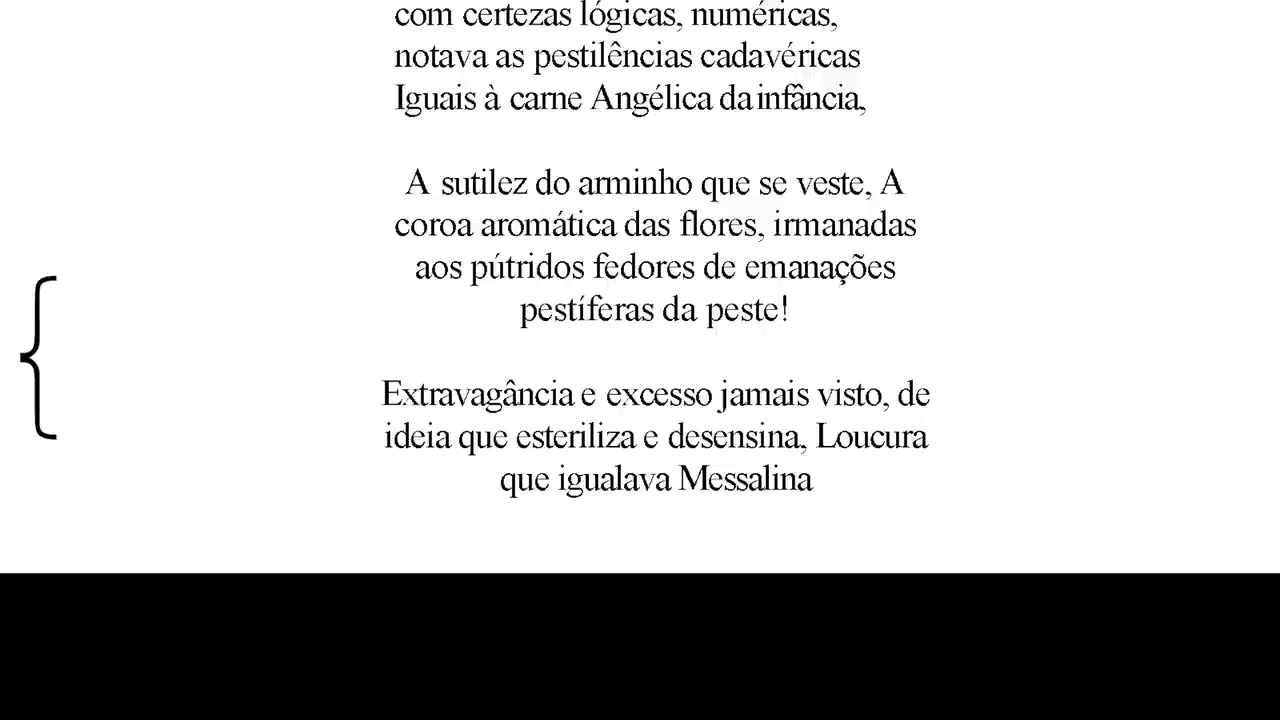 com certezas lógicas, numéricas,
notava as pestilências cadavéricas
Iguais à carne Angélica da infância,
A sutilez do arminho que se veste, A
coroa aromática das flores, irmanadas
aos pútridos fedores de emanações
pestíferas da peste!
Extravagância e excesso jamais visto, de
ideia que esteriliza e desensina, Loucura
que igualava Messalina